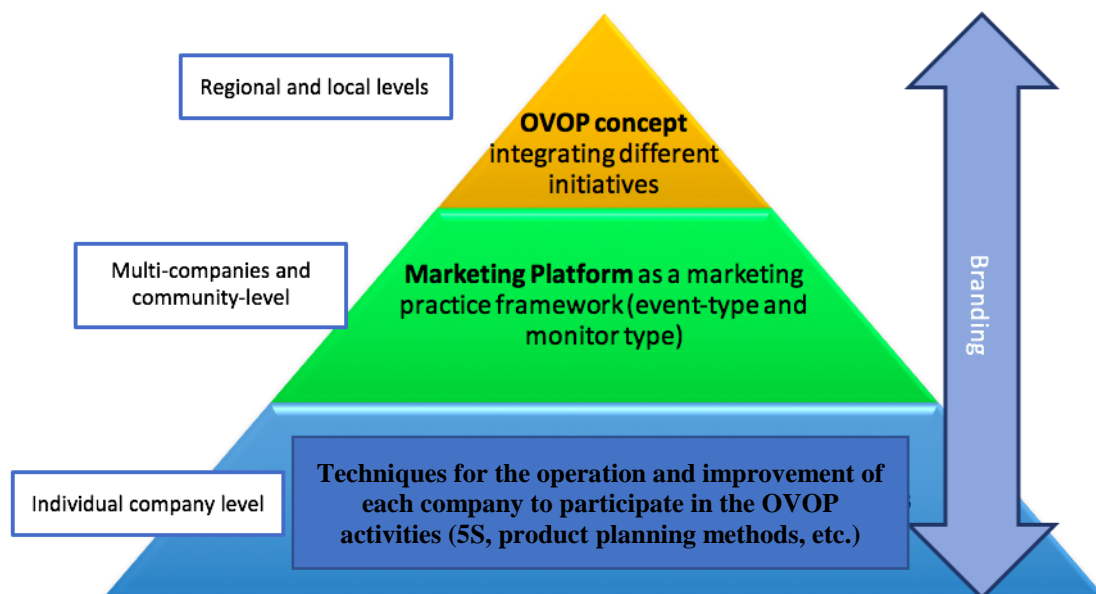 Regional and local levels
OVOP concept
integrating different
initiatives
Multi-companies and
community-level
Marketing Platform as a marketing
practice framework (event-type and
monitor type)
Individual company level
Techniques for the operation and improvement of
each company to participate in the OVOP
activities (5S, product planning methods, etc.)
Branding